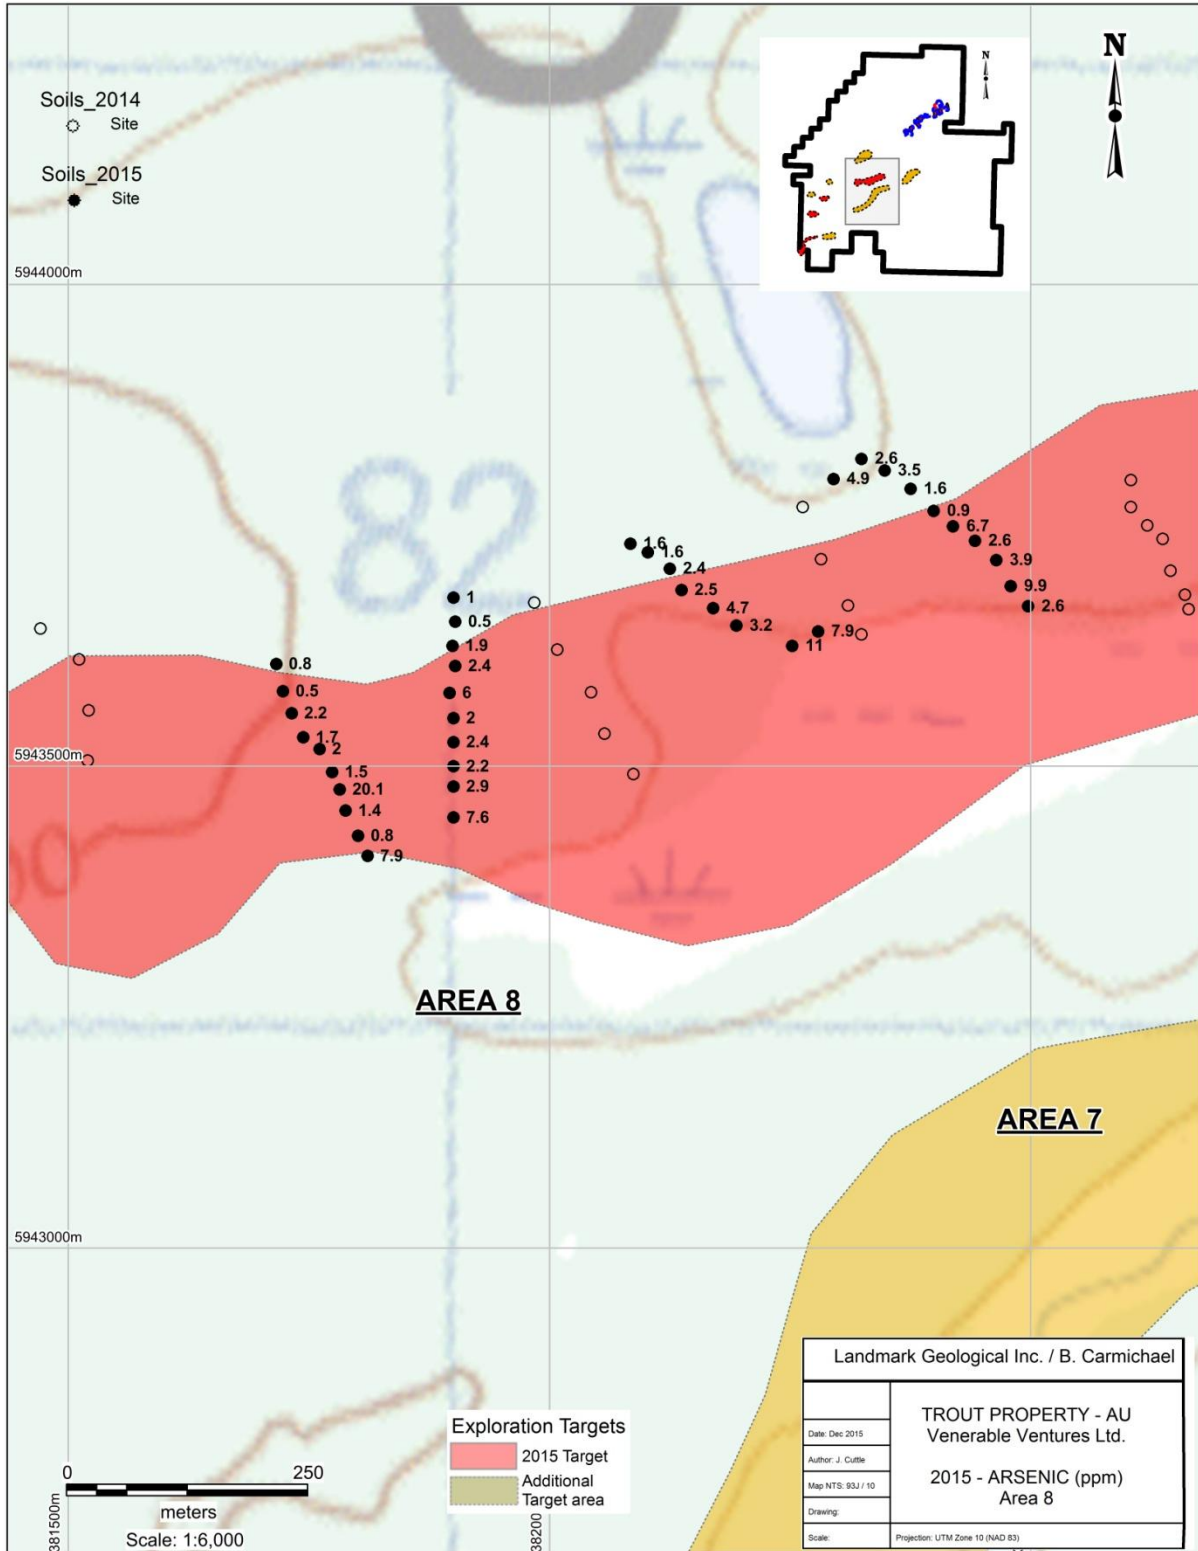 N
N
Soils_2014
Site
Soils_2015
Site
5944000m
82
2.6
4.9
3.5
1.6
0.9
6.7
2.6
3.9
9.9
2.6
1.6
1.6
2.4
2.5
4.7
3.2
7.9
11
1
0.5
1.9
2.4
6
2
2.4
2.2
2.9
7.6
0.8
0.5
2.2
1.7
2
1.5
20.1
1.4
0.8
7.9
5943500m
AREA 8
AREA 7
5943000m
Exploration Targets
2015 Target
Additional
Target area
0 250
meters
Scale: 1:6,000
381500m
Landmark Geological Inc. / B. Carmichael
TROUT PROPERTY - AU
Venerable Ventures Ltd.
2015 - ARSENIC (ppm)
Area 8
Date: Dec 2015
Author: J. Cuttle
Map NTS: 93J / 10
Drawing:
Scale:
Projection: UTM Zone 10 (NAD 83)